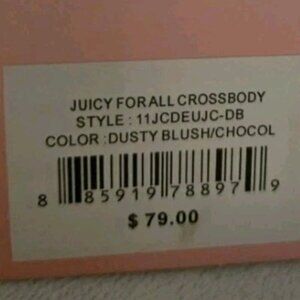 JUICY FOR ALL CROSSBODY
STYLE : 11JCDEUJC-DB
COLOR :DUSTY BLUSH/CHOCOL
8 85919 78897 9
$ 79.00